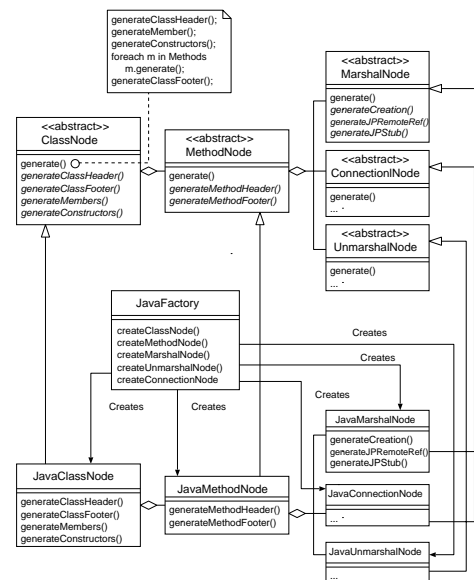 generateClassHeader();
generateMember();
generateConstructors();
foreach m in Methods
m.generate();
generateClassFooter();
<<abstract>>
ClassNode
generate()
generateClassHeader()
generateClassFooter()
generateMembers()
generateConstructors()
<<abstract>>
MethodNode
generate()
generateMethodHeader()
generateMethodFooter()
<<abstract>>
MarshalNode
generate()
generateCreation()
generateJPRemoteRef()
generateJPStub()
<<abstract>>
ConnectionlNode
generate()
... .
<<abstract>>
UnmarshalNode
generate()
... .
JavaFactory
createClassNode()
createMethodNode()
createMarshalNode()
createUnmarshalNode()
createConnectionNode
Creates
Creates
Creates
Creates
JavaMarshalNode
generateCreation()
generateJPRemoteRef()
generateJPStub()
JavaClassNode
generateClassHeader()
generateClassFooter()
generateMembers()
generateConstructors()
JavaMethodNode
generateMethodHeader()
generateMethodFooter()
JavaConnectionNode
... .
JavaUnmarshalNode
...